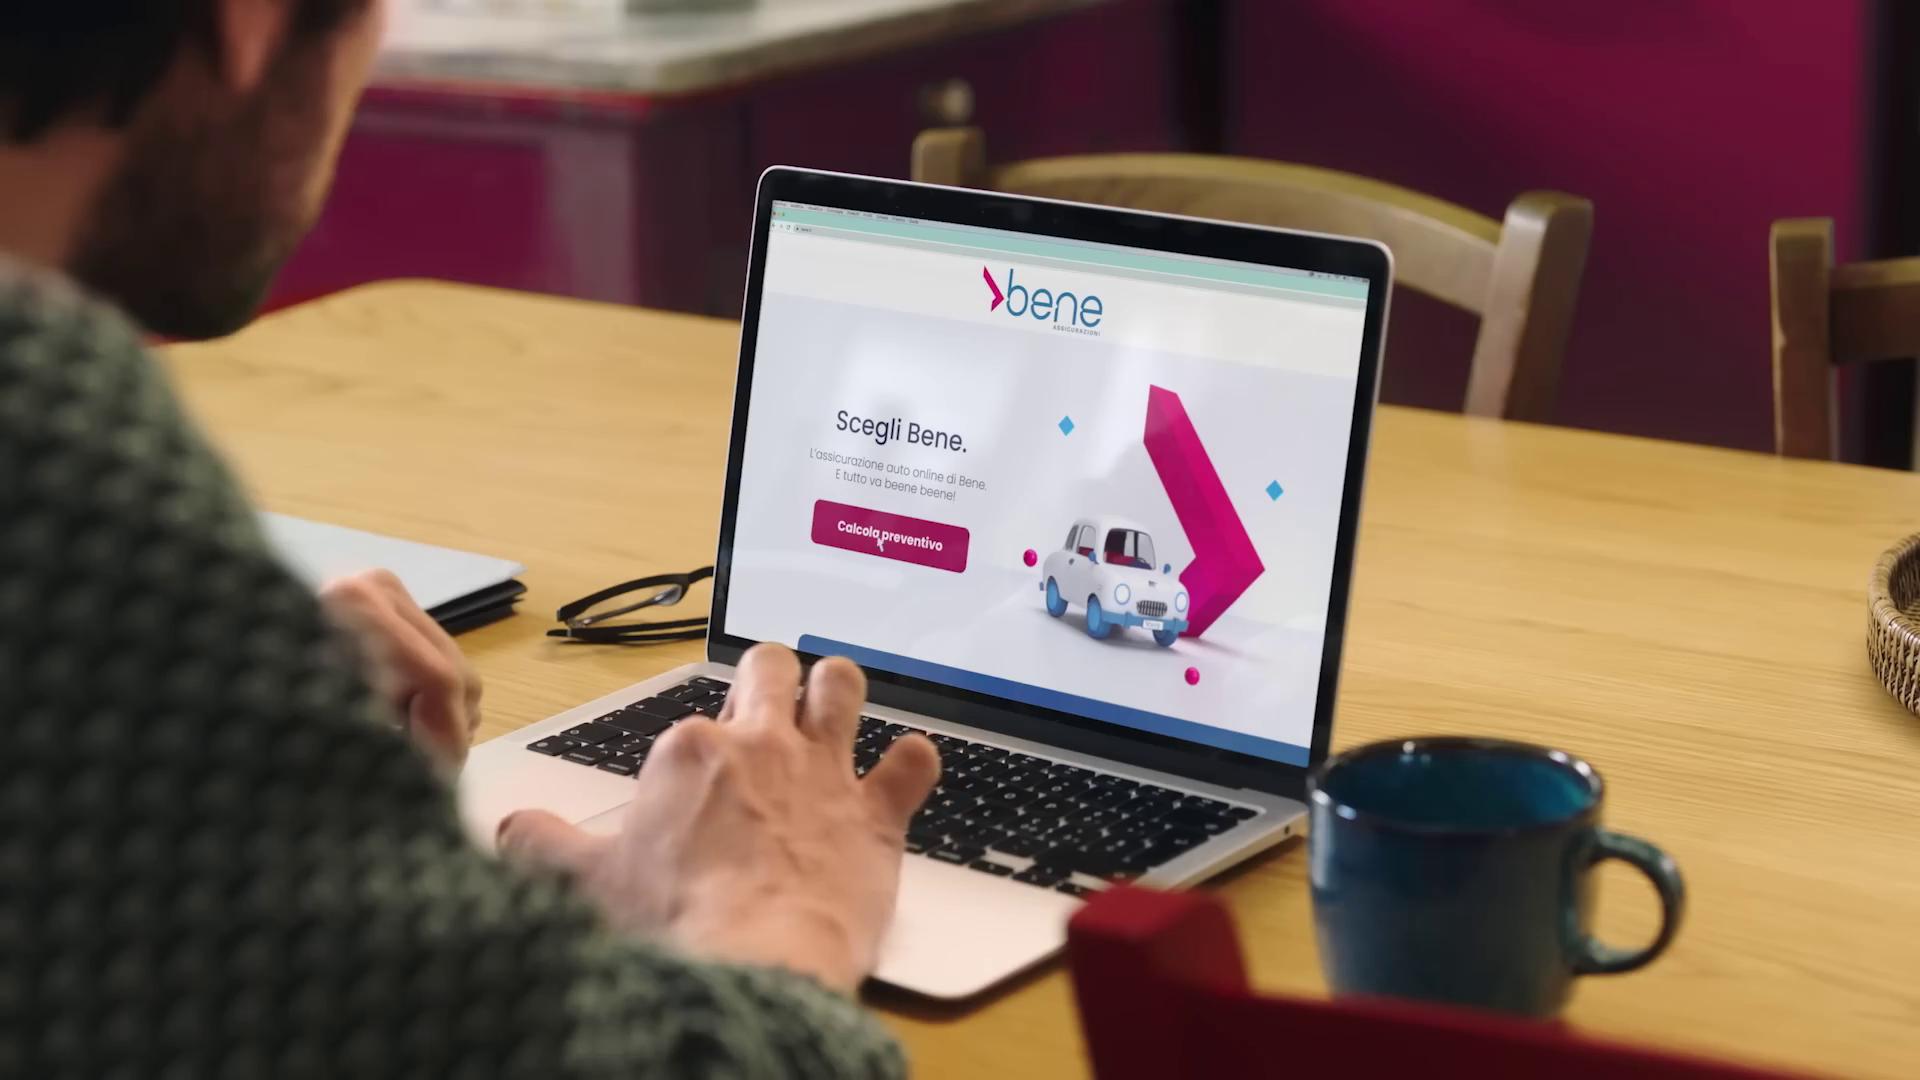 bene
ASSICURAZIONI
Scegli Bene.
L'assicurazione auto online di Bene.
E tutto va beene beene!
Calcola preventivo